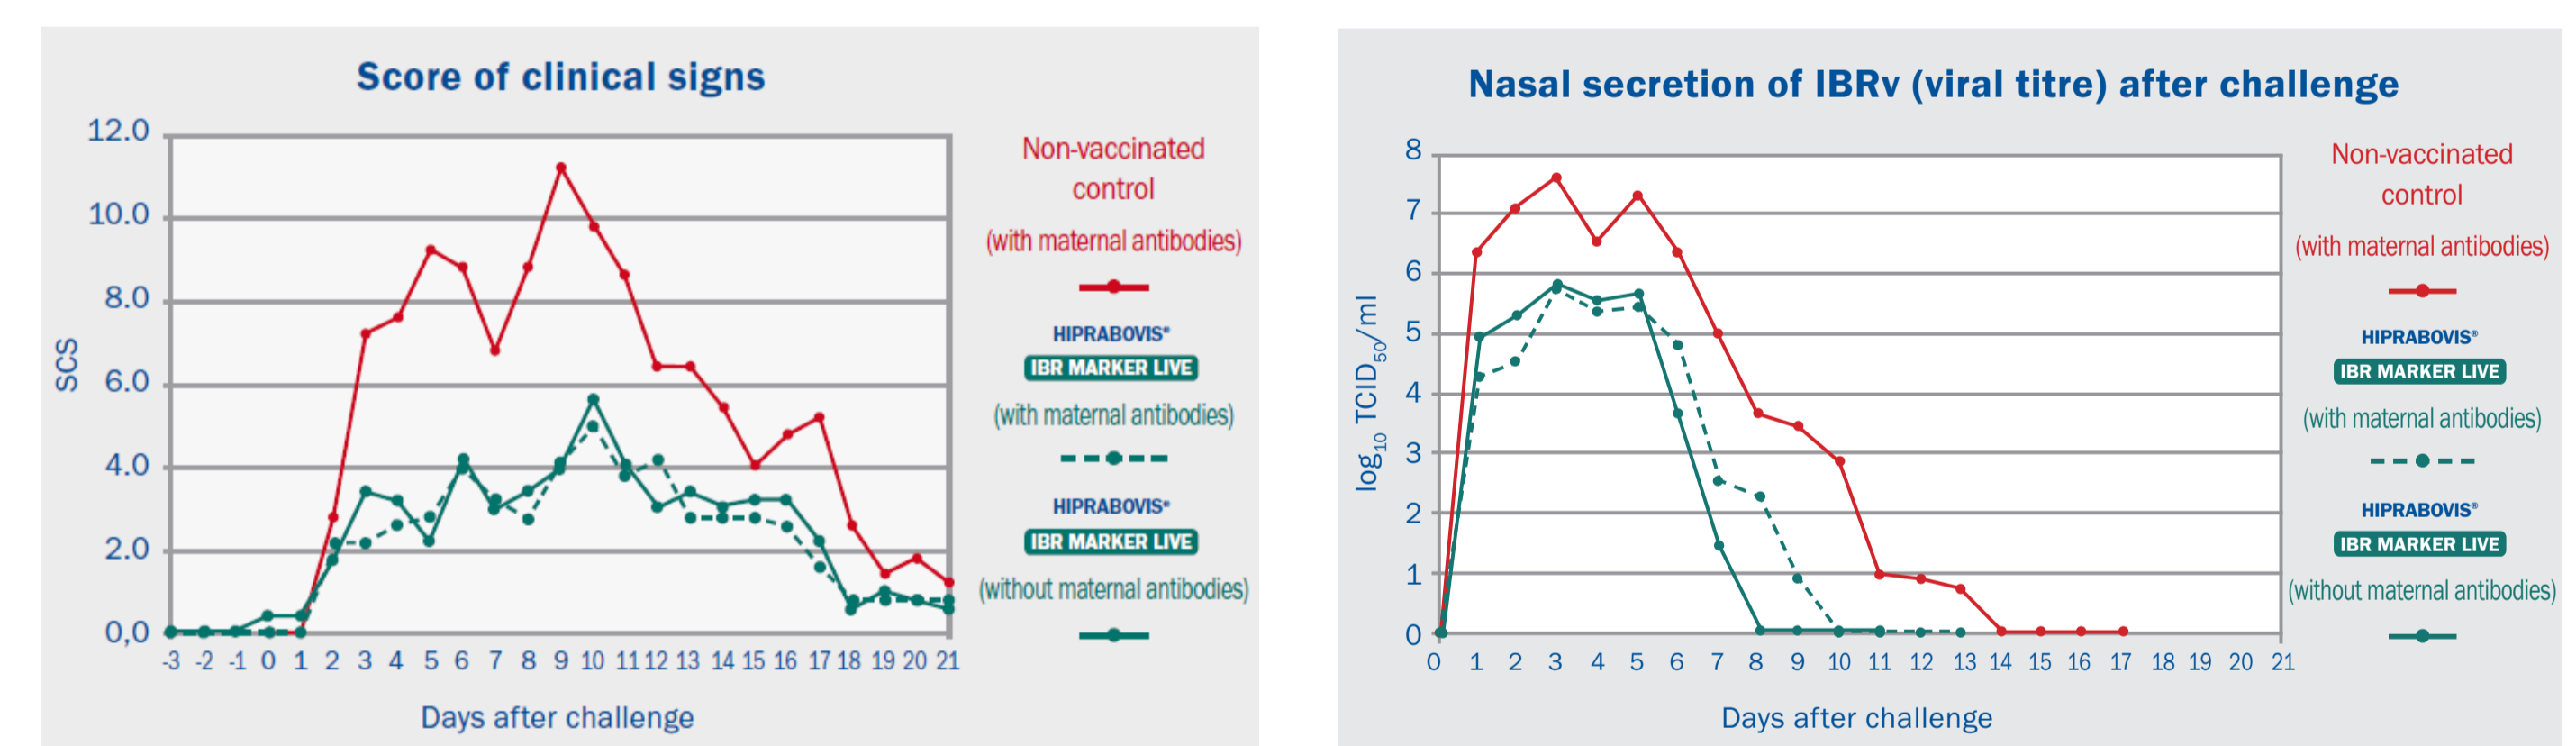 Score of clinical signs
12.0
10.0
8.0
6.0
4.0
2.0
0,0
SCS
-3 -2 -1 0 1 2 3 4 5 6 7 8 9 10 11 12 13 14 15 16 17 18 19 20 21
Days after challenge
Non-vaccinated
control
(with maternal antibodies)
HIPRABOVIS®
IBR MARKER LIVE
(with maternal antibodies)
HIPRABOVIS®
IBR MARKER LIVE
(without maternal antibodies)
Nasal secretion of IBRv (viral titre) after challenge
8
7
6
5
4
3
2
1
0
log10 TCID50/ml
0 1 2 3 4 5 6 7 8 9 10 11 12 13 14 15 16 17 18 19 20 21
Days after challenge
Non-vaccinated
control
(with maternal antibodies)
HIPRABOVIS®
IBR MARKER LIVE
(with maternal antibodies)
HIPRABOVIS®
IBR MARKER LIVE
(without maternal antibodies)